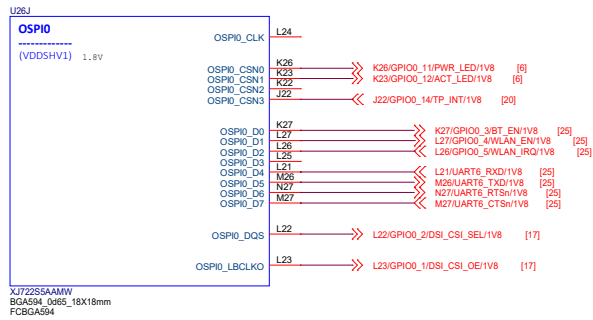 U26J
OSPI0
-------------
(VDDSHV1) 1.8V
OSPI0_CLK L24
OSPI0_CSN0 K26 K26/GPIO0_11/PWR_LED/1V8 [6]
OSPI0_CSN1 K23 K23/GPIO0_12/ACT_LED/1V8 [6]
OSPI0_CSN2 K22
OSPI0_CSN3 J22 J22/GPIO0_14/TP_INT/1V8 [20]
OSPI0_D0 K27 K27/GPIO0_3/BT_EN/1V8 [25]
OSPI0_D1 L27 L27/GPIO0_4/WLAN_EN/1V8 [25]
OSPI0_D2 L26 L26/GPIO0_5/WLAN_IRQ/1V8 [25]
OSPI0_D3 L25
OSPI0_D4 L21 L21/UART6_RXD/1V8 [25]
OSPI0_D5 M26 M26/UART6_TXD/1V8 [25]
OSPI0_D6 N27 N27/UART6_RTSn/1V8 [25]
OSPI0_D7 M27 M27/UART6_CTSn/1V8 [25]
OSPI0_DQS L22 L22/GPIO0_2/DSI_CSI_SEL/1V8 [17]
OSPI0_LBCLKO L23 L23/GPIO0_1/DSI_CSI_OE/1V8 [17]
XJ722S5AAMW
BGA594_0d65_18X18mm
FCBGA594